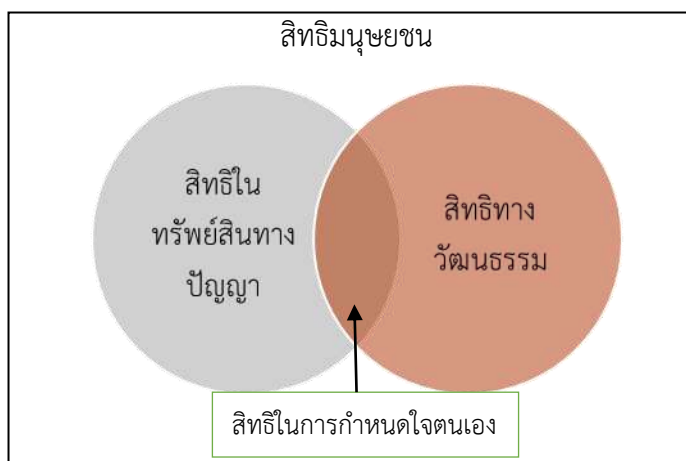 สิทธิมนุษยชน
สิทธิใน
ทรัพย์สินทาง
ปัญญา
สิทธิทาง
วัฒนธรรม
สิทธิในการกำหนดใจตนเอง